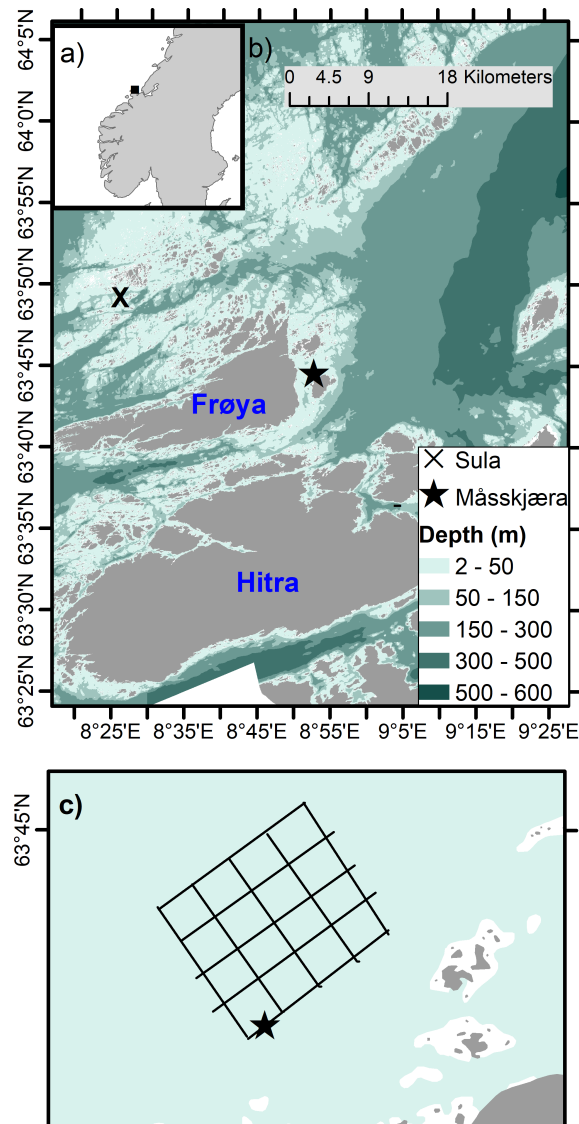 a)
b)
0 4.5 9 18 Kilometers
64°5'N
64°0'N
63°55'N
63°50'N
63°45'N
63°40'N
63°35'N
63°30'N
63°25'N
X
Frøya
Hitra
Sula
Måsskjæra
Depth (m)
2 - 50
50 - 150
150 - 300
300 - 500
500 - 600
8°25'E 8°35'E 8°45'E 8°55'E 9°5'E 9°15'E 9°25'E
c)
63°45'N